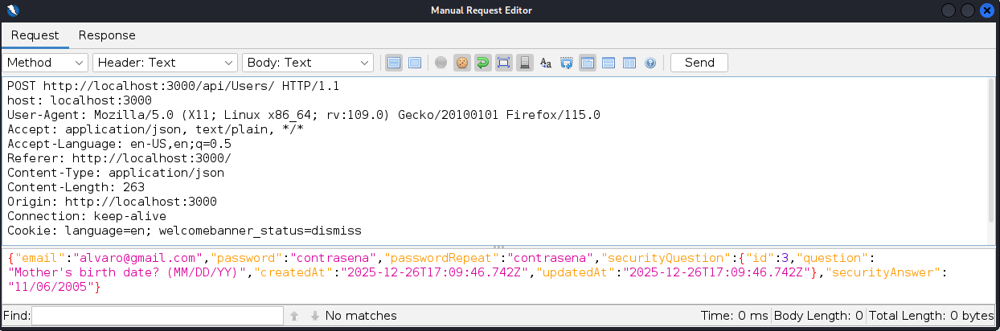 Manual Request Editor
Request Response
Method Header: Text Body: Text Send
POST http://localhost:3000/api/Users/ HTTP/1.1
host: localhost:3000
User-Agent: Mozilla/5.0 (X11; Linux x86_64; rv:109.0) Gecko/20100101 Firefox/115.0
Accept: application/json, text/plain, */*
Accept-Language: en-US,en;q=0.5
Referer: http://localhost:3000/
Content-Type: application/json
Content-Length: 263
Origin: http://localhost:3000
Connection: keep-alive
Cookie: language=en; welcomebanner_status=dismiss
{"email":"alvaro@gmail.com","password":"contrasena","passwordRepeat":"contrasena","securityQuestion":{"id":3,"question":
"Mother's birth date? (MM/DD/YY)","createdAt":"2025-12-26T17:09:46.742Z","updatedAt":"2025-12-26T17:09:46.742Z"},"securityAnswer":
"11/06/2005"}
Find: No matches Time: 0 ms Body Length: 0 Total Length: 0 bytes